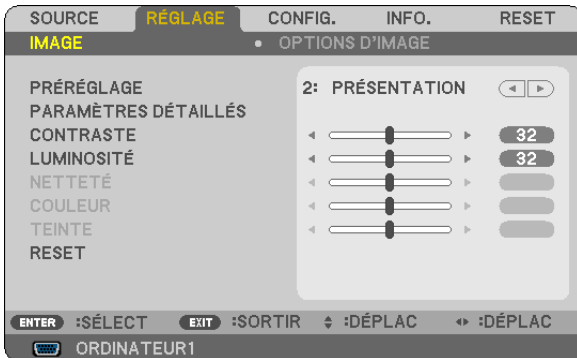 SOURCE RÉGLAGE CONFIG. INFO. RESET
IMAGE • OPTIONS D'IMAGE
PRÉRÉGLAGE 2: PRÉSENTATION
PARAMÈTRES DÉTAILLÉS
CONTRASTE 32
LUMINOSITÉ 32
NETTETÉ
COULEUR
TEINTE
RESET
ENTER :SÉLECT EXIT :SORTIR :DÉPLAC :DÉPLAC
ORDINATEUR1